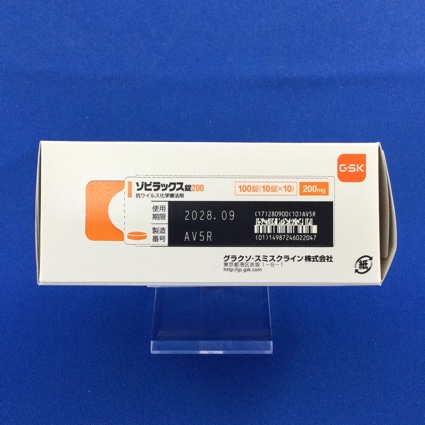 gsk
ゾビラックス錠200
抗ウイルス化学療法剤
100錠(10錠×10) 200mg
使用期限 2028.09
(17)280900(10)AV5R
製造番号 AV5R
(01)14987246022047
グラクソ・スミスクライン株式会社
東京都港区赤坂1-8-1
http://jp.gsk.com
紙